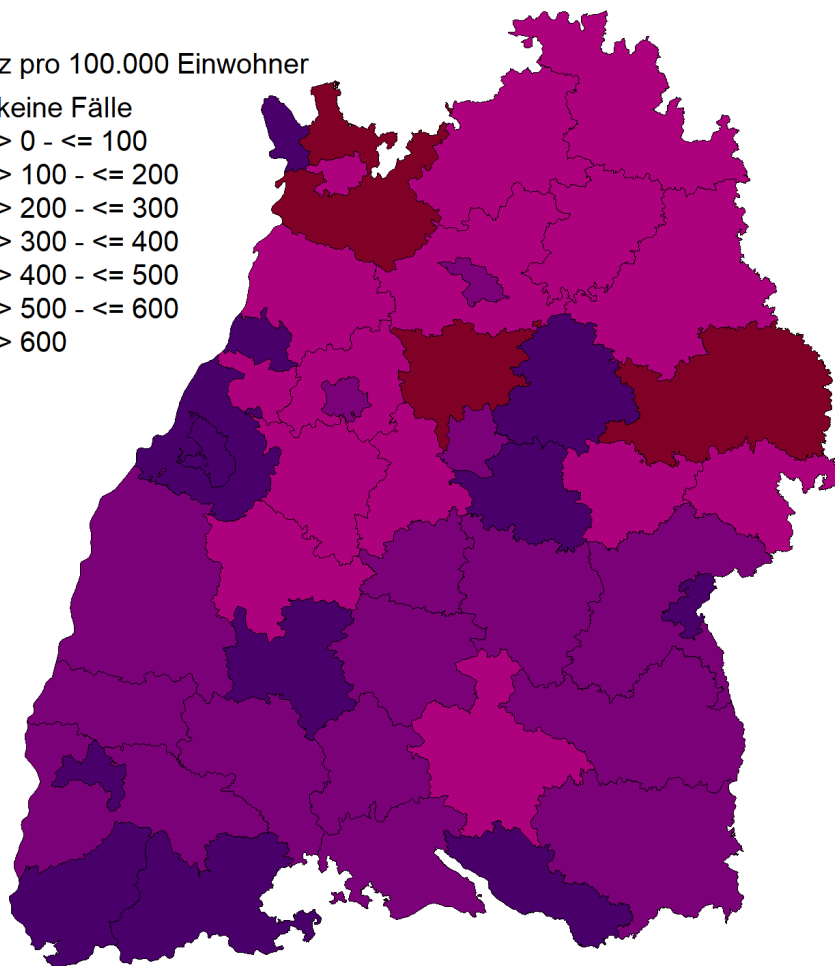 z pro 100.000 Einwohner
keine Fälle
> 0 - <= 100
> 100 - <= 200
> 200 - <= 300
> 300 - <= 400
> 400 - <= 500
> 500 - <= 600
> 600